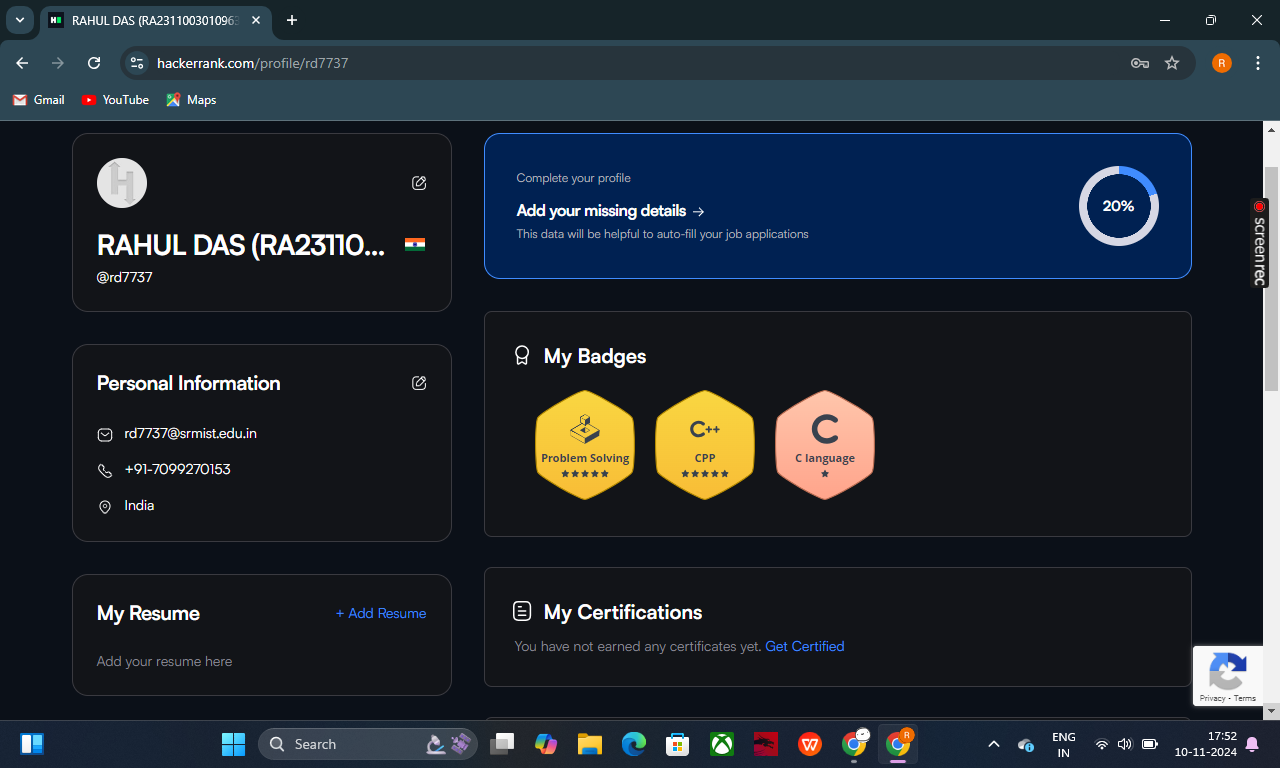 RAHUL DAS (RA2311003010963
hackerrank.com/profile/rd7737
R
Gmail
YouTube
Maps
H
RAHUL DAS (RA23110...
@rd7737
Personal Information
rd7737@srmist.edu.in
+91-7099270153
India
My Resume
+ Add Resume
Add your resume here
Complete your profile
Add your missing details →
This data will be helpful to auto-fill your job applications
20%
My Badges
Problem Solving
★★★★★
C++
CPP
★★★★★
C
C language
★
My Certifications
You have not earned any certificates yet. Get Certified
screenrec
Privacy - Terms
Search
W
R
ENG
IN
17:52
10-11-2024